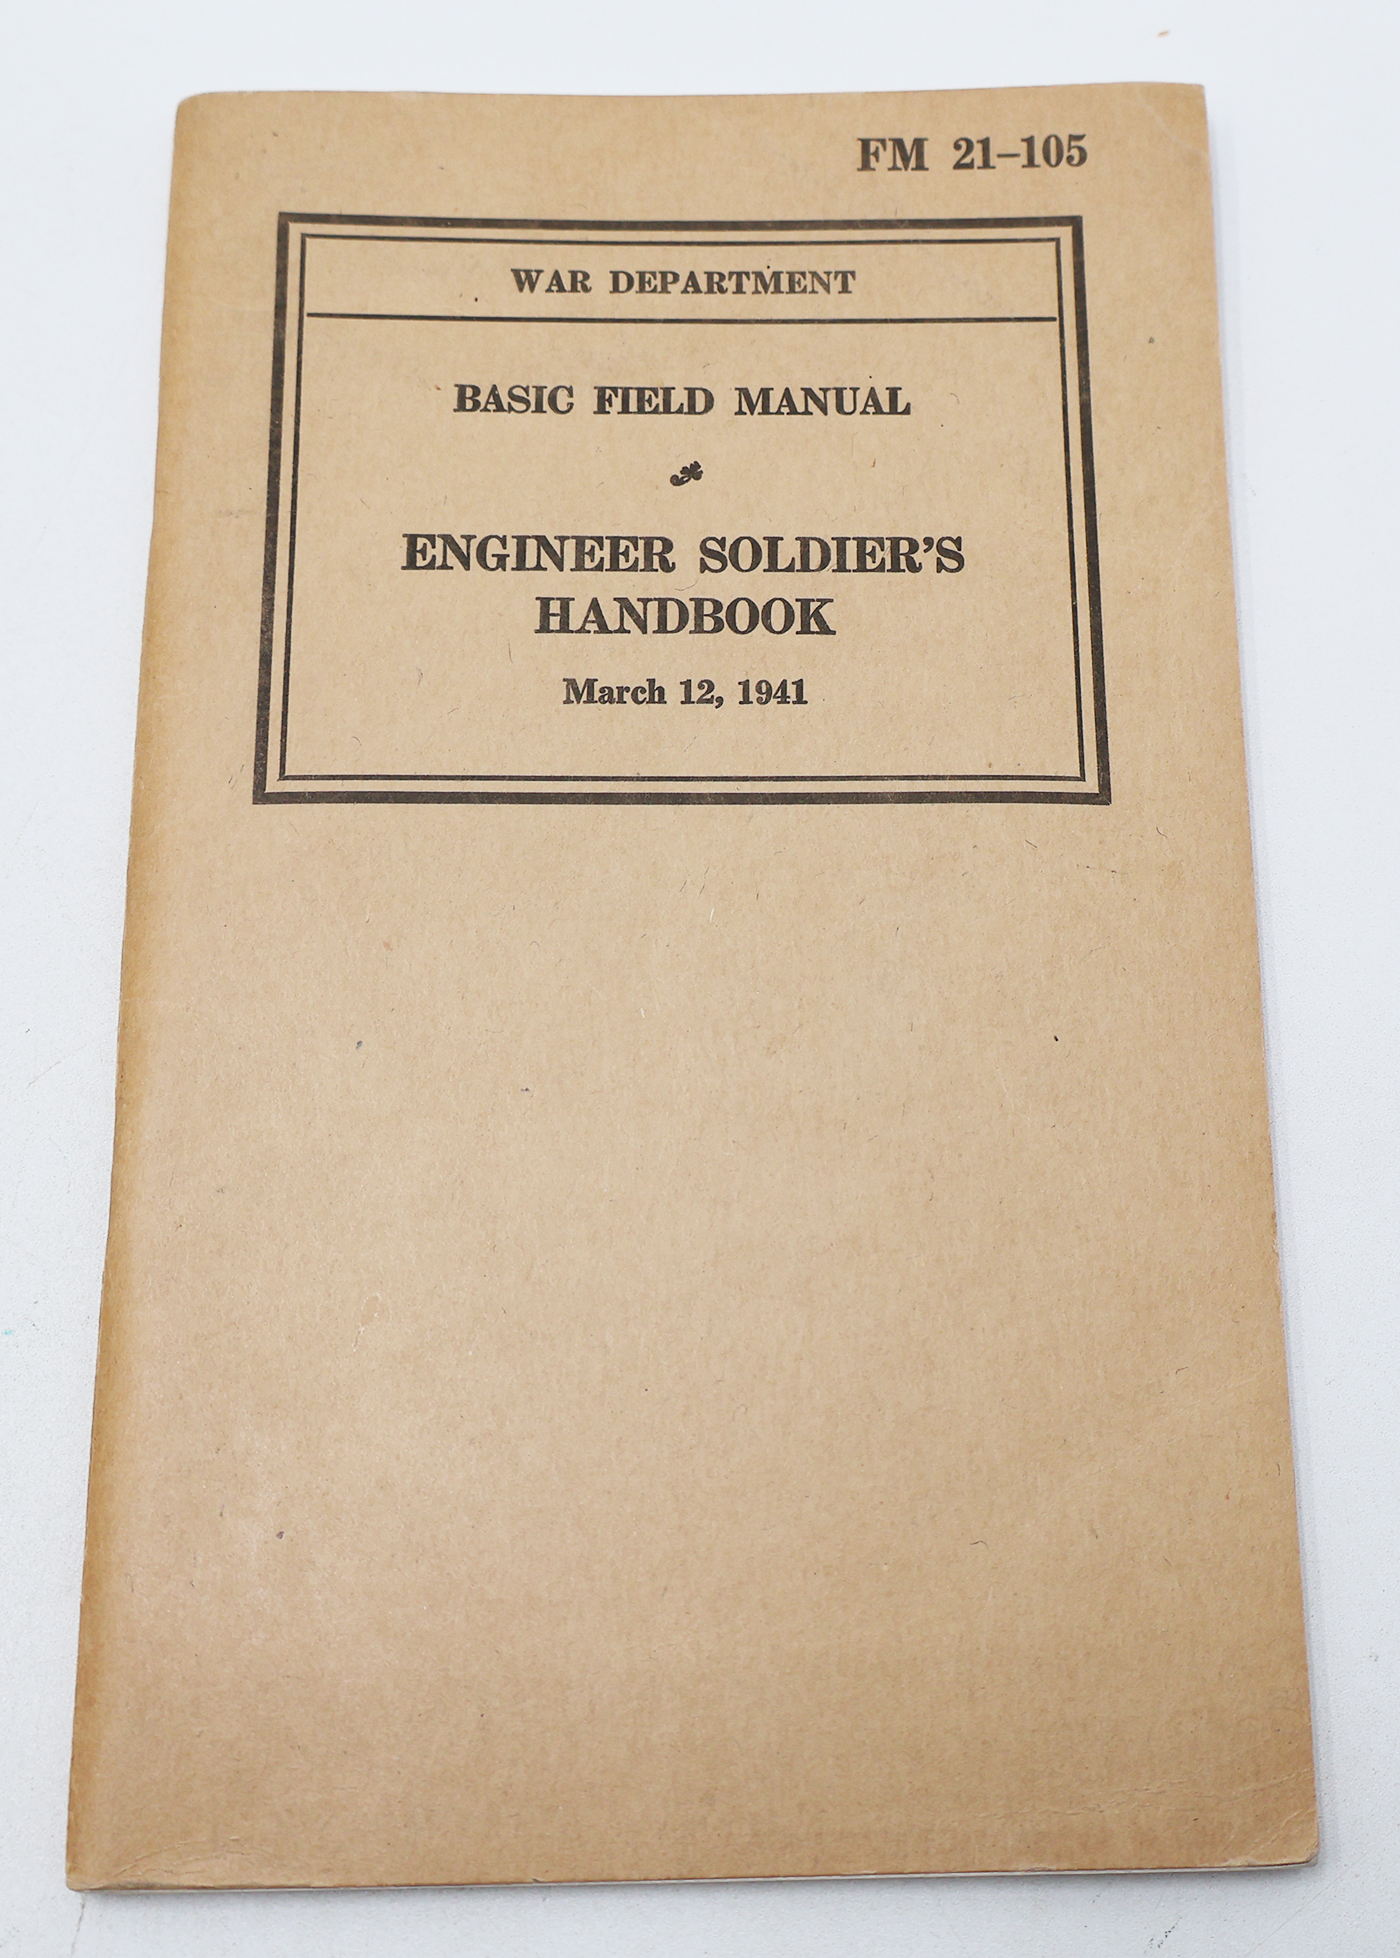 FM 21–105
WAR DEPARTMENT
BASIC FIELD MANUAL
ENGINEER SOLDIER’S
HANDBOOK
March 12, 1941